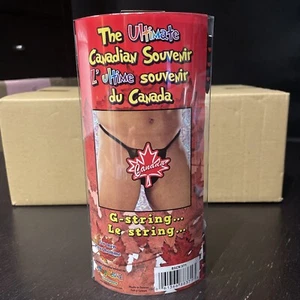 The Ultimate
Canadian Souvenir
L'ultime souvenir
du Canada
Canada
G-string...
Le string...